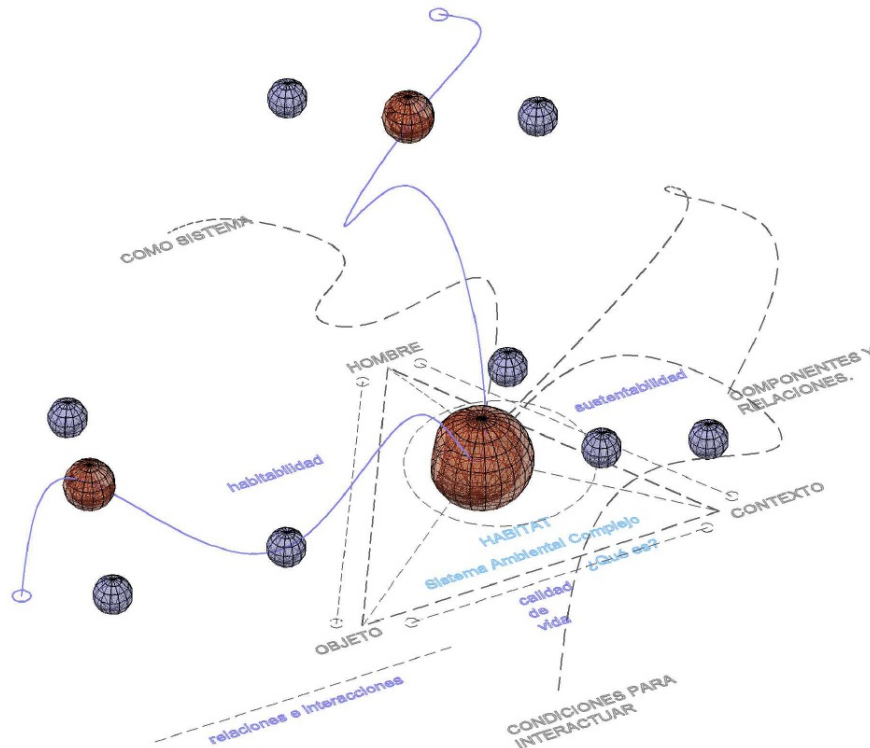 COMO SISTEMA
HOMBRE
sustentabilidad
COMPONENTES Y
RELACIONES.
habitabilidad
CONTEXTO
HABITAT
Sistema Ambiental Complejo
¿Qué es?
calidad
de
vida
OBJETO
relaciones e interacciones
CONDICIONES PARA
INTERACTUAR